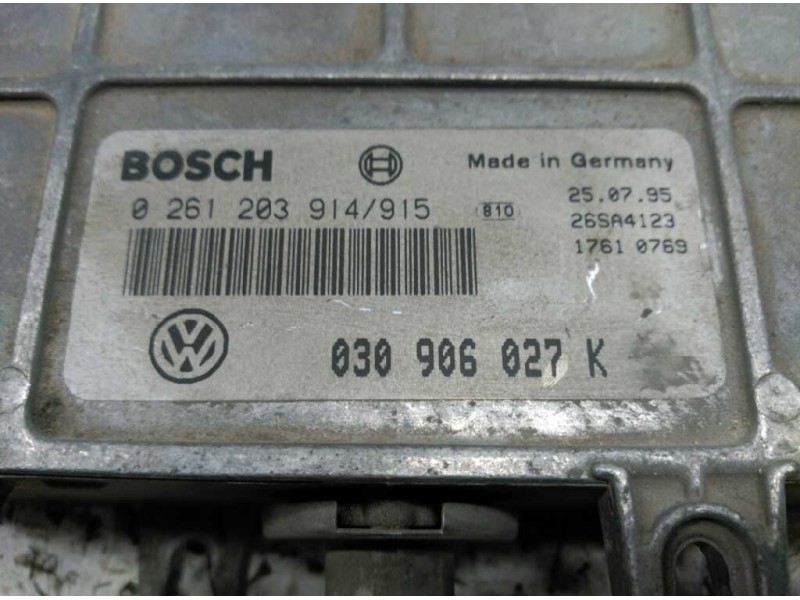 BOSCH
Made in Germany
0 261 203 914/915
810
25.07.95
26SA4123
1761 0769
VW
030 906 027 K